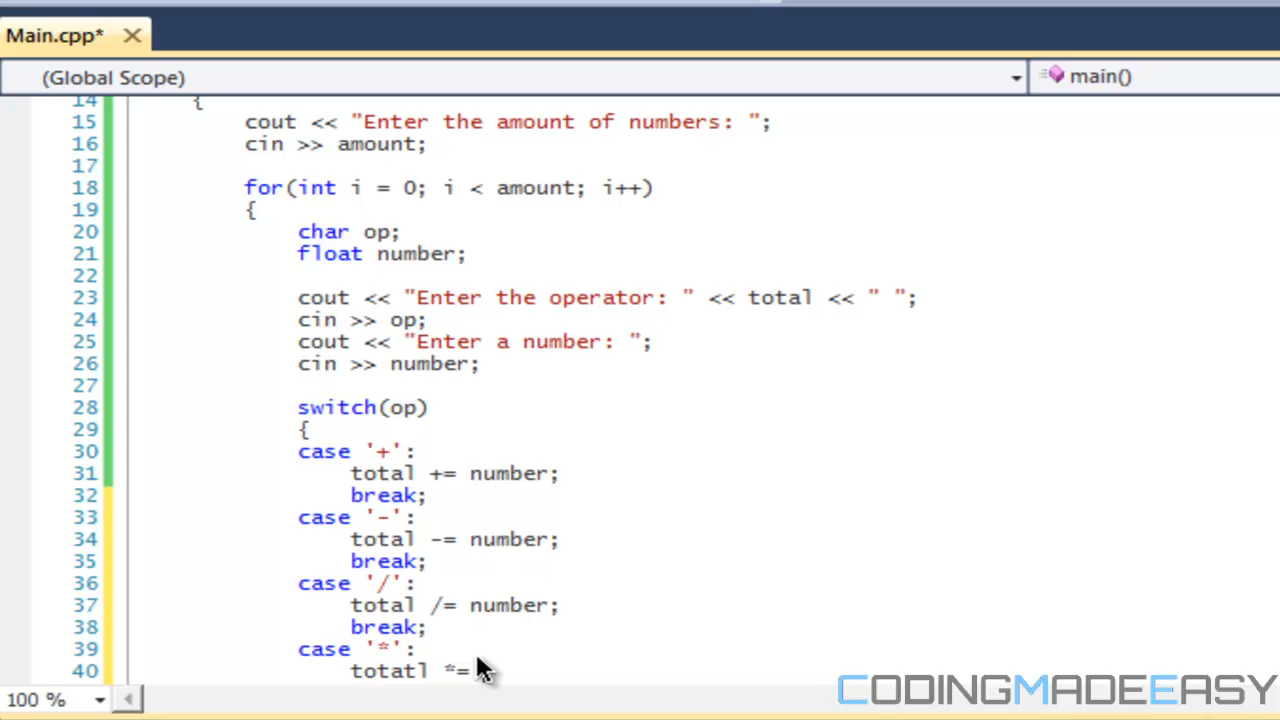 Main.cpp*
(Global Scope)
main()
14 {
15 cout << "Enter the amount of numbers: ";
16 cin >> amount;
17
18 for(int i = 0; i < amount; i++)
19 {
20 char op;
21 float number;
22
23 cout << "Enter the operator: " << total << " ";
24 cin >> op;
25 cout << "Enter a number: ";
26 cin >> number;
27
28 switch(op)
29 {
30 case '+':
31 total += number;
32 break;
33 case '-':
34 total -= number;
35 break;
36 case '/':
37 total /= number;
38 break;
39 case '*':
40 totatl *=
100 %
CODINGMADEEASY